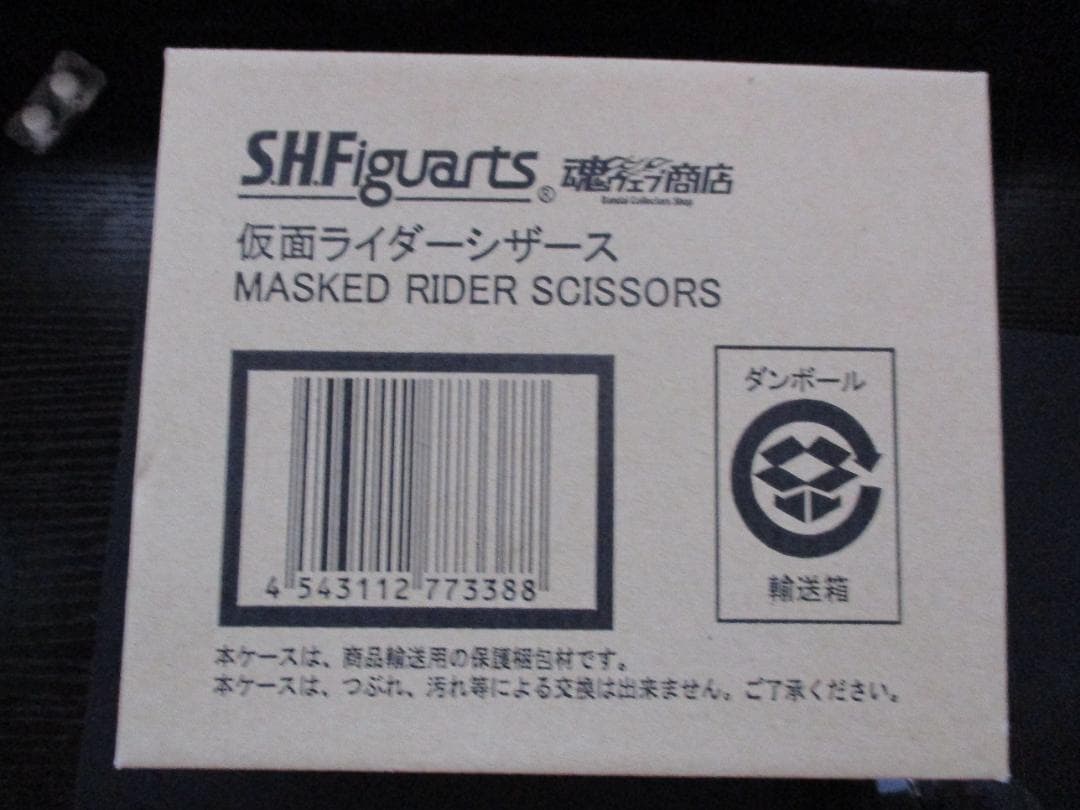 S.H.Figuarts® 魂ウェブ商店
Bandai Collectors Shop
仮面ライダーシザース
MASKED RIDER SCISSORS
ダンボール
4 543112 773388
輸送箱
本ケースは、商品輸送用の保護梱包材です。
本ケースは、つぶれ、汚れ等による交換は出来ません。ご了承ください。